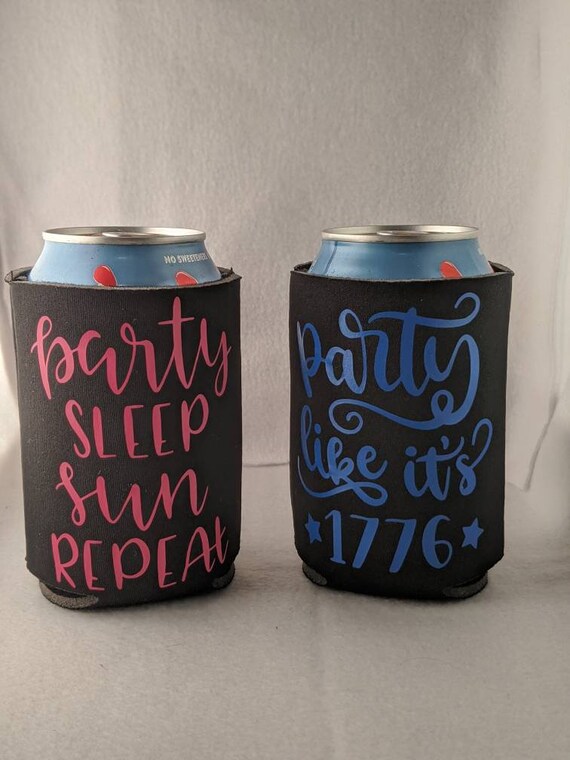 NO SWEETENER
party
SLEEP
sun
REPEAt
party
like it's
1776